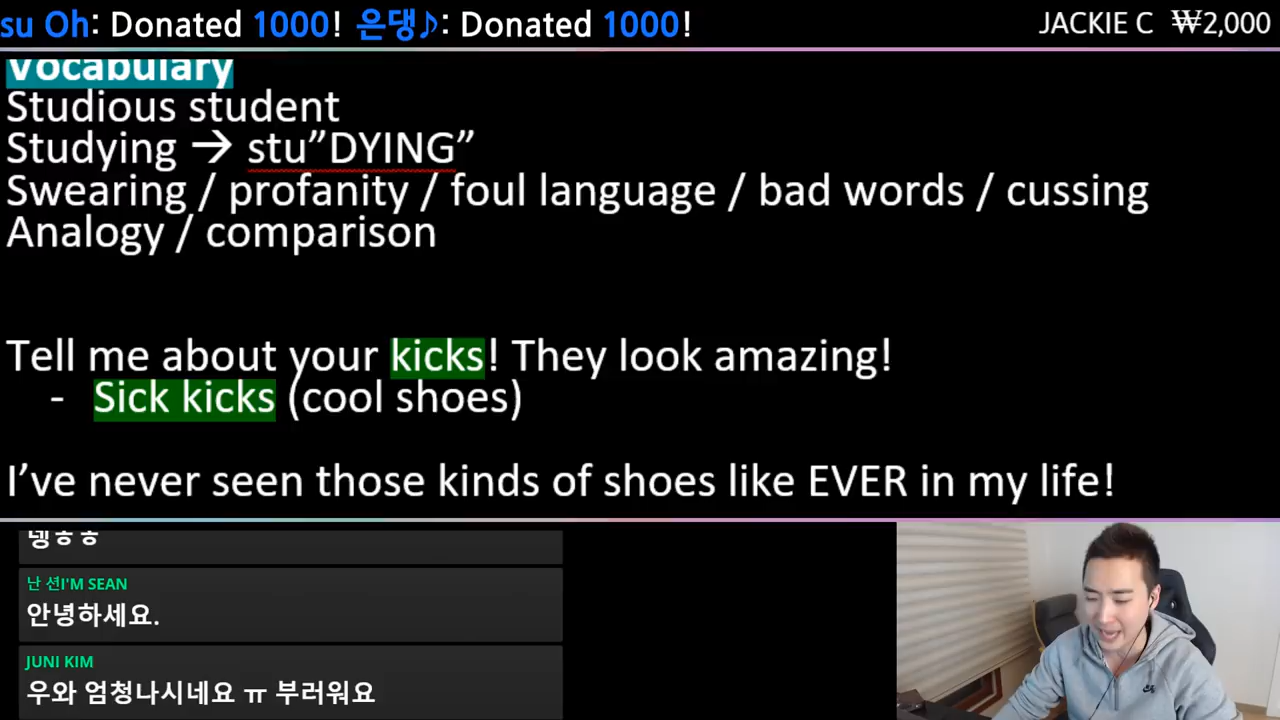 su Oh: Donated 1000! 은댕♪: Donated 1000!
JACKIE C ₩2,000
Vocabulary
Studious student
Studying → stu”DYING”
Swearing / profanity / foul language / bad words / cussing
Analogy / comparison
Tell me about your kicks! They look amazing!
- Sick kicks (cool shoes)
I’ve never seen those kinds of shoes like EVER in my life!
난 션I'M SEAN
안녕하세요.
JUNI KIM
우와 엄청나시네요 ㅠ 부러워요